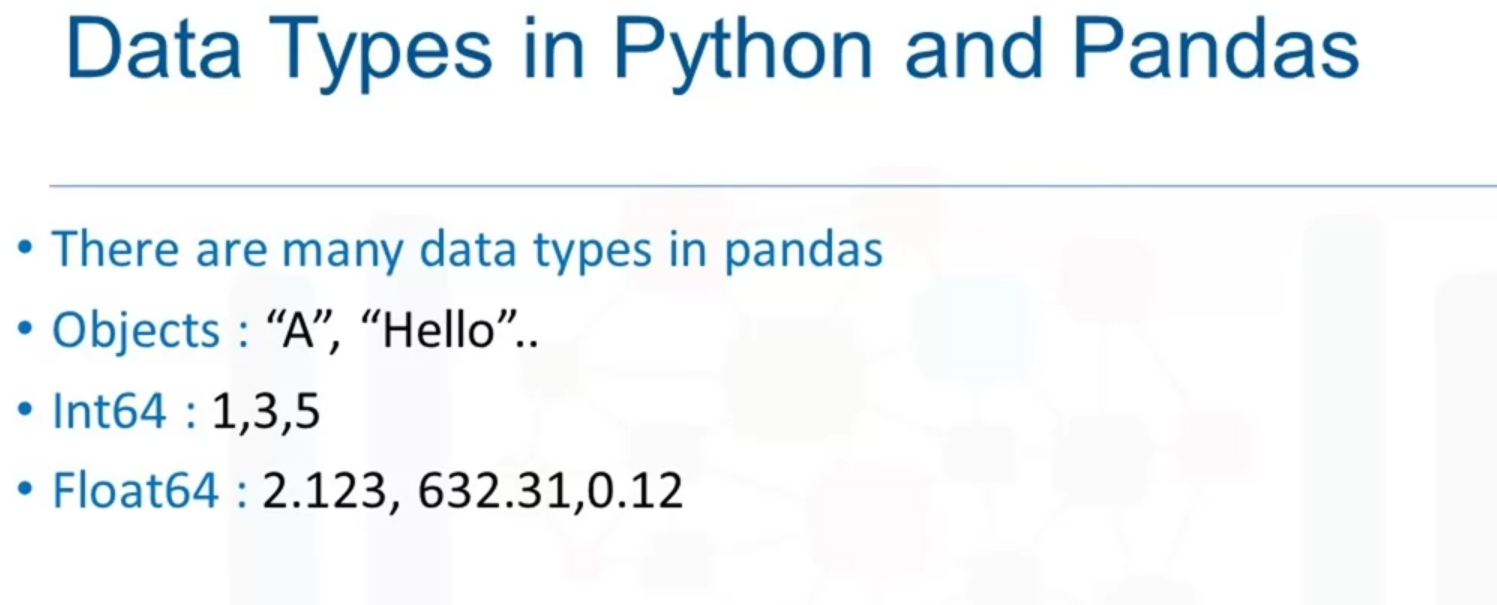 Data Types in Python and Pandas
• There are many data types in pandas
• Objects : “A”, “Hello”..
• Int64 : 1,3,5
• Float64 : 2.123, 632.31,0.12